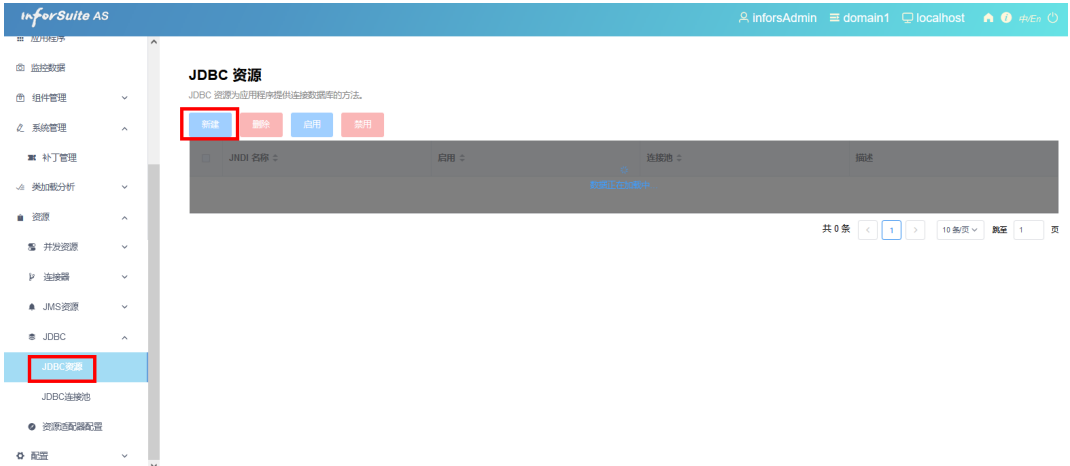 InforSuite AS
inforsAdmin domain1 localhost 中/En
应用程序
监控数据
组件管理
系统管理
补丁管理
类加载分析
资源
并发资源
连接器
JMS资源
JDBC
JDBC资源
JDBC连接池
资源适配器配置
配置
JDBC 资源
JDBC 资源为应用程序提供连接数据库的方法。
新建 删除 启用 禁用
JNDI 名称 启用 连接池 描述
共 0 条 1 10 条/页 跳至 1 页